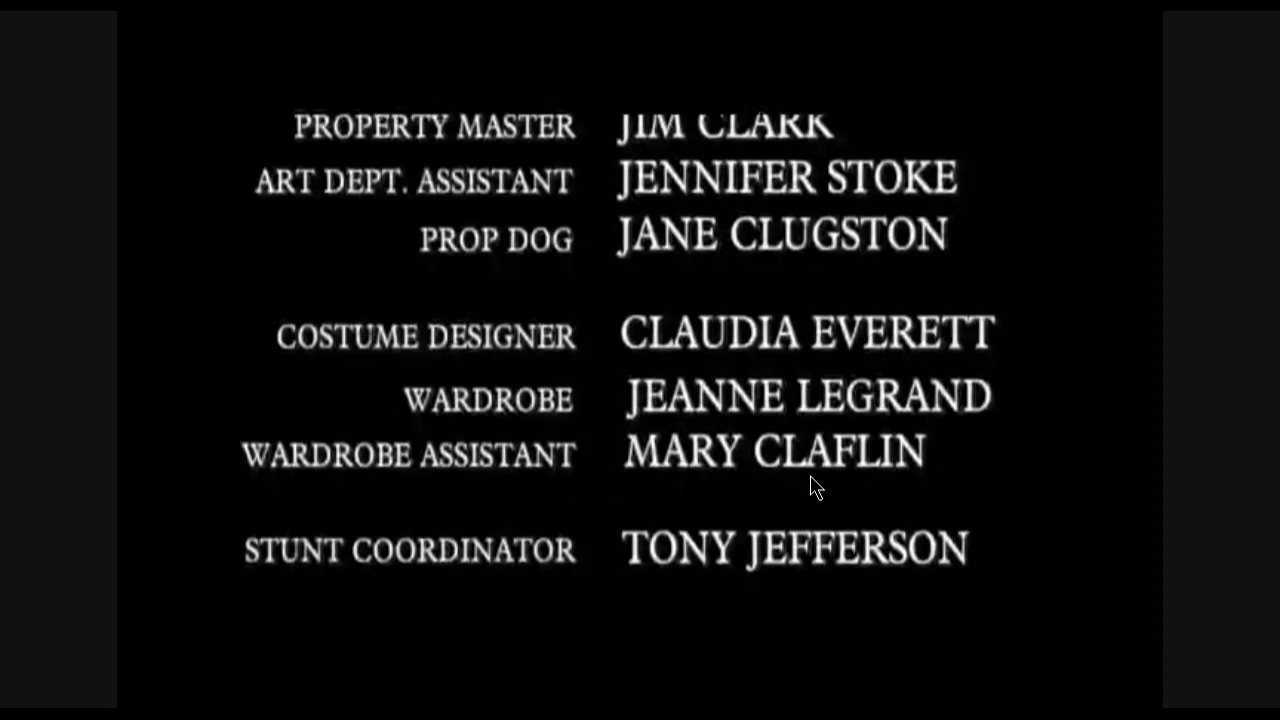 PROPERTY MASTER JIM CLARK
ART DEPT. ASSISTANT JENNIFER STOKE
PROP DOG JANE CLUGSTON
COSTUME DESIGNER CLAUDIA EVERETT
WARDROBE JEANNE LEGRAND
WARDROBE ASSISTANT MARY CLAFLIN
STUNT COORDINATOR TONY JEFFERSON